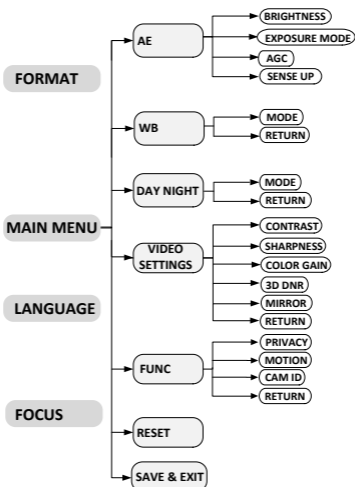 FORMAT
MAIN MENU
LANGUAGE
FOCUS
AE
BRIGHTNESS
EXPOSURE MODE
AGC
SENSE UP
WB
MODE
RETURN
DAY NIGHT
MODE
RETURN
VIDEO
SETTINGS
CONTRAST
SHARPNESS
COLOR GAIN
3D DNR
MIRROR
RETURN
FUNC
PRIVACY
MOTION
CAM ID
RETURN
RESET
SAVE & EXIT